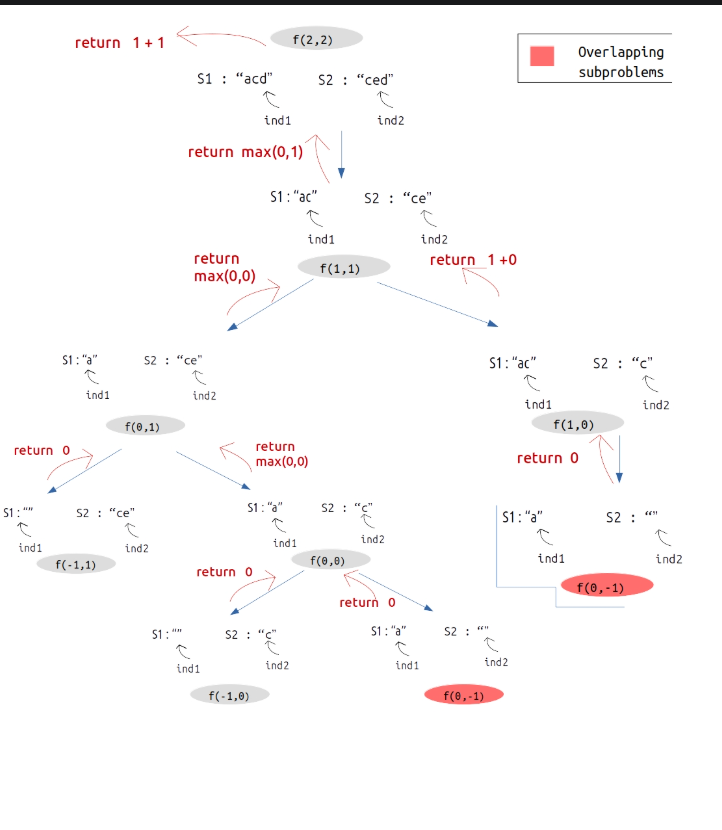 return 1 + 1
f(2,2)
Overlapping
subproblems
S1 : “acd” S2 : “ced”
ind1 ind2
return max(0,1)
S1:“ac” S2 : “ce”
ind1 ind2
return
max(0,0)
f(1,1)
return 1 +0
S1:“a” S2 : “ce”
ind1 ind2
f(0,1)
S1:“ac” S2 : “c”
ind1 ind2
f(1,0)
return 0
return
max(0,0)
return 0
S1:“” S2 : “ce”
ind1 ind2
f(-1,1)
S1:“a” S2 : “c”
ind1 ind2
f(0,0)
S1:“a” S2 : “”
ind1 ind2
f(0,-1)
return 0
return 0
S1:“” S2 : “c”
ind1 ind2
f(-1,0)
S1:“a” S2 : “”
ind1 ind2
f(0,-1)